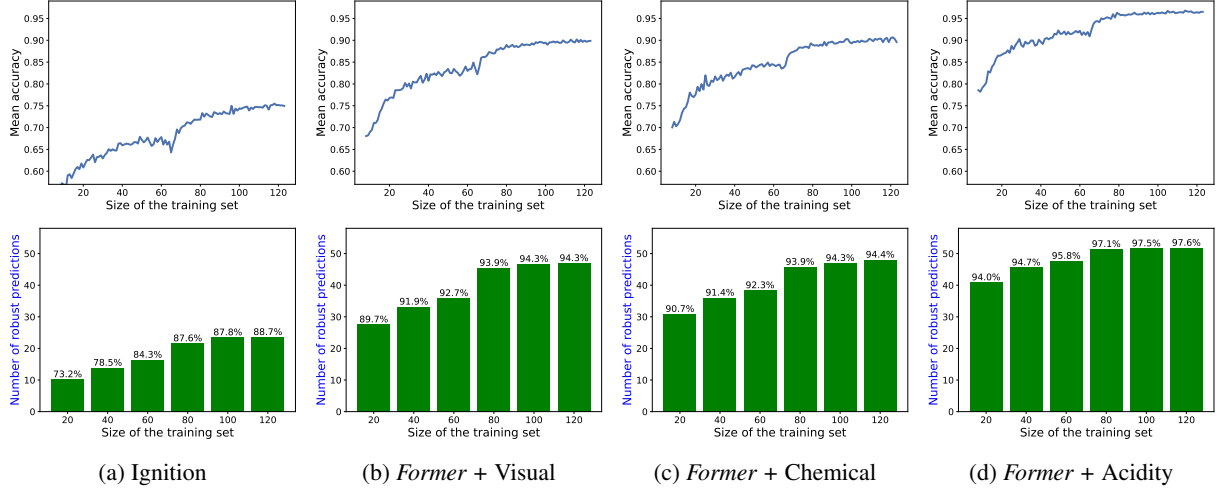 0.95
0.90
0.85
0.80
0.75
0.70
0.65
0.60
Mean accuracy
20 40 60 80 100 120
Size of the training set
0.95
0.90
0.85
0.80
0.75
0.70
0.65
0.60
Mean accuracy
20 40 60 80 100 120
Size of the training set
0.95
0.90
0.85
0.80
0.75
0.70
0.65
0.60
Mean accuracy
20 40 60 80 100 120
Size of the training set
0.95
0.90
0.85
0.80
0.75
0.70
0.65
0.60
Mean accuracy
20 40 60 80 100 120
Size of the training set
Number of robust predictions
50
40
30
20
10
0
73.2% 78.5% 84.3% 87.6% 87.8% 88.7%
20 40 60 80 100 120
Size of the training set
(a) Ignition
Number of robust predictions
50
40
30
20
10
0
89.7% 91.9% 92.7% 93.9% 94.3% 94.3%
20 40 60 80 100 120
Size of the training set
(b) Former + Visual
Number of robust predictions
50
40
30
20
10
0
90.7% 91.4% 92.3% 93.9% 94.3% 94.4%
20 40 60 80 100 120
Size of the training set
(c) Former + Chemical
Number of robust predictions
50
40
30
20
10
0
94.0% 94.7% 95.8% 97.1% 97.5% 97.6%
20 40 60 80 100 120
Size of the training set
(d) Former + Acidity